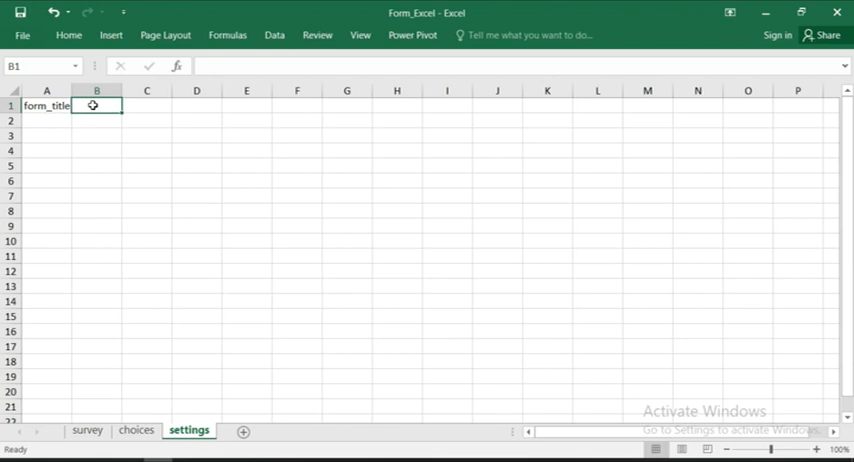 Form_Excel - Excel
File Home Insert Page Layout Formulas Data Review View Power Pivot Tell me what you want to do... Sign in Share
B1 fx
A B C D E F G H I J K L M N O P
1 form_title
2
3
4
5
6
7
8
9
10
11
12
13
14
15
16
17
18
19
20
21
22
Activate Windows
Go to Settings to activate Windows.
survey choices settings
Ready 100%